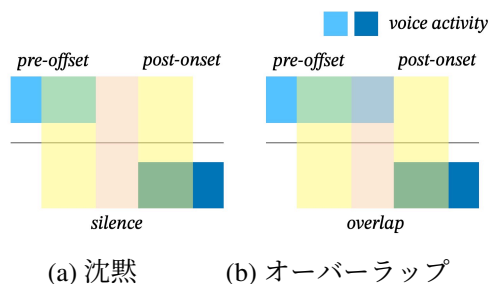 voice activity
pre-offset post-onset pre-offset post-onset
silence overlap
(a) 沈黙 (b) オーバーラップ